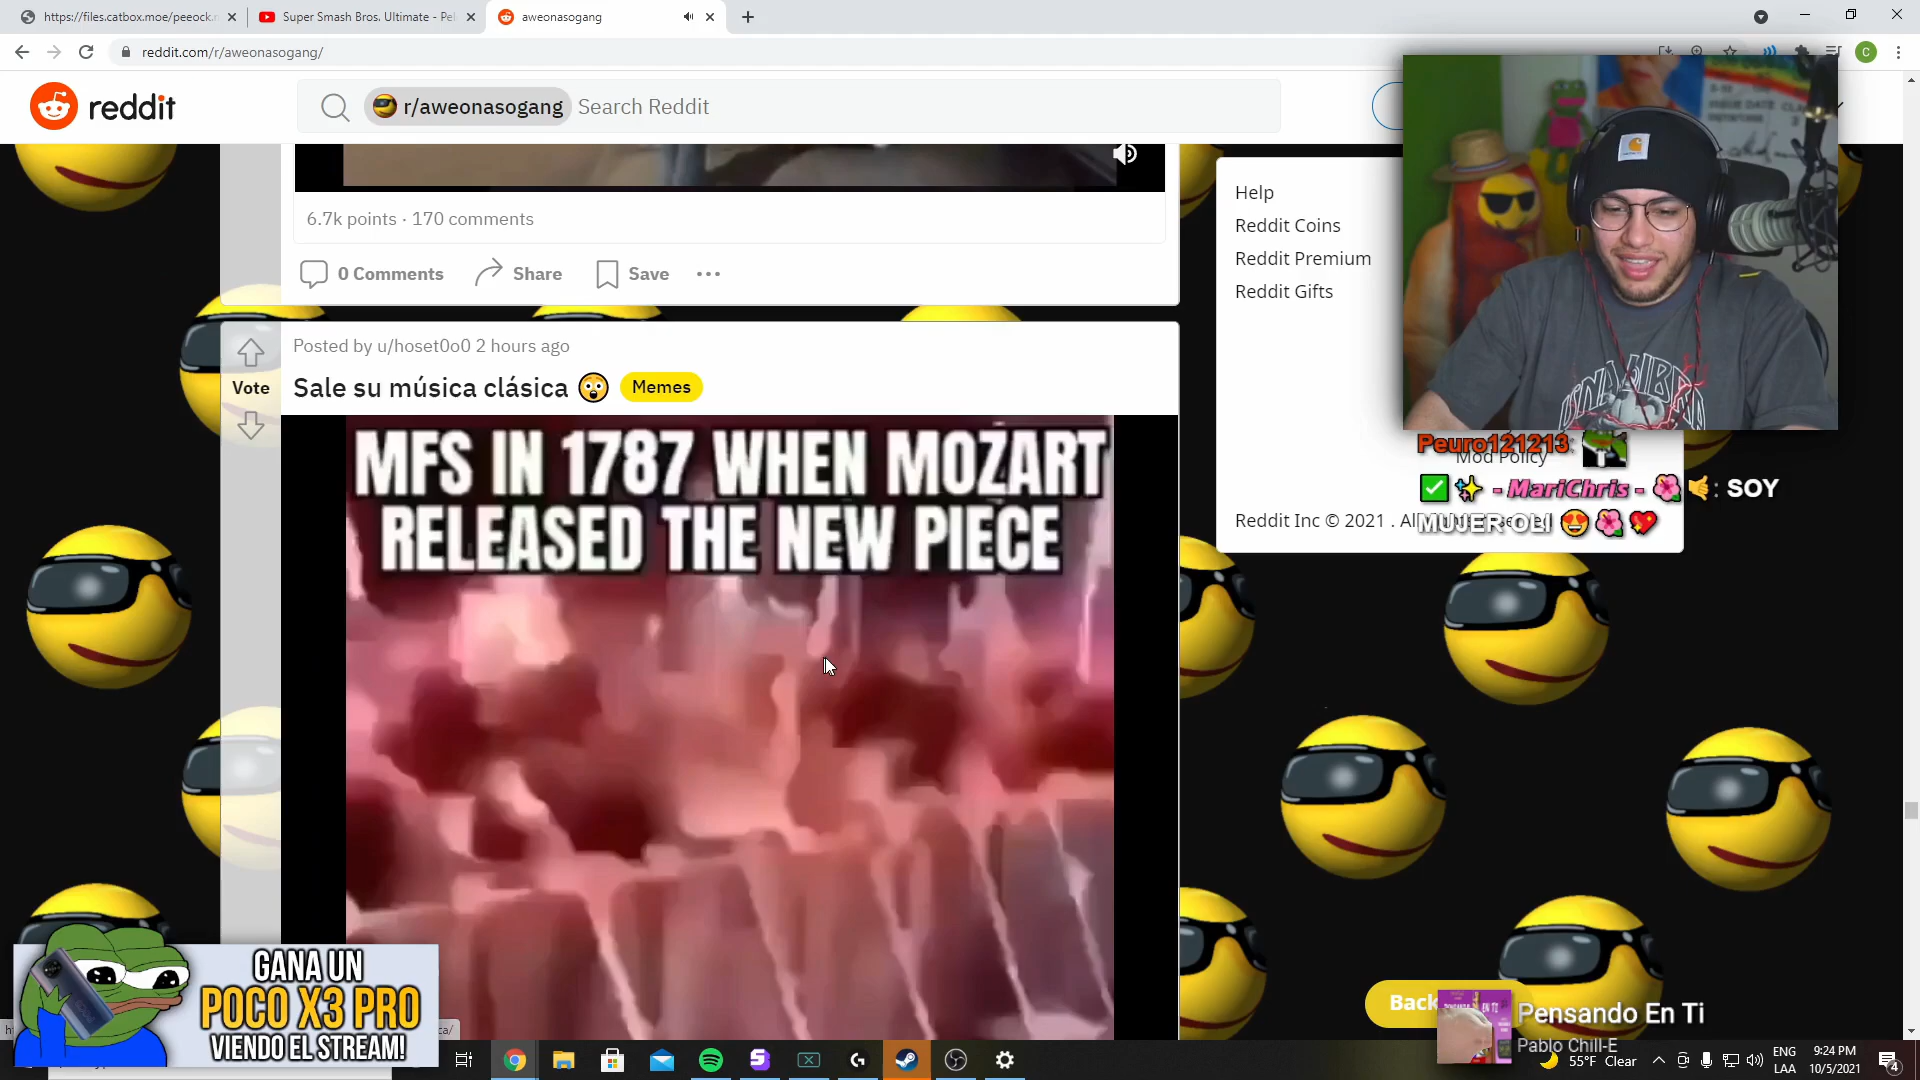 https://files.catbox.moe/peeock.m
Super Smash Bros. Ultimate - Pel
aweonasogang
reddit.com/r/aweonasogang/
C
reddit
r/aweonasogang
Search Reddit
6.7k points · 170 comments
0 Comments
Share
Save
Help
Reddit Coins
Reddit Premium
Reddit Gifts
Posted by u/hoset0o0 2 hours ago
Vote
Sale su música clásica
Memes
MFS IN 1787 WHEN MOZART
RELEASED THE NEW PIECE
Peuro121213:
Mod Policy
- MariChris - : SOY
MUJER OLI
Reddit Inc © 2021 . All
GANA UN
POCO X3 PRO
VIENDO EL STREAM!
Back
Pensando En Ti
Pablo Chill-E
55°F Clear
ENG
LAA
9:24 PM
10/5/2021
4